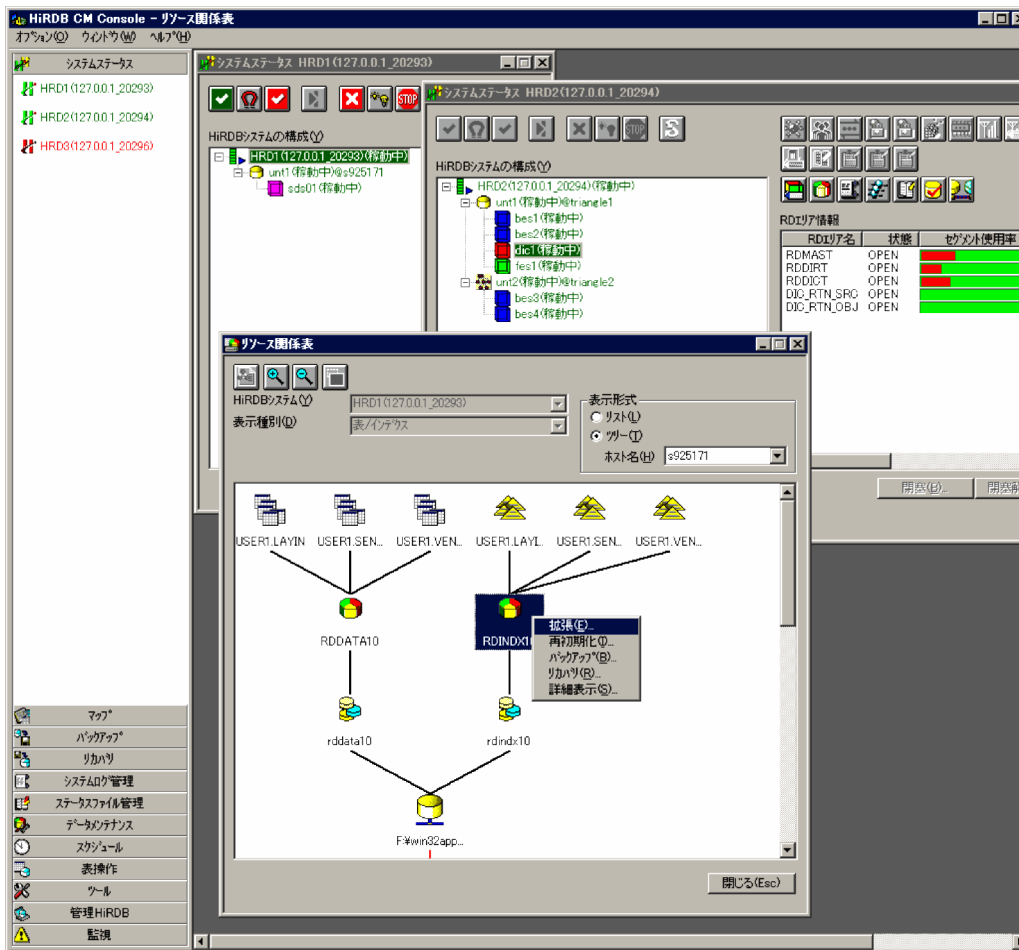 HiRDB CM Console - リソース関係表
オプション(O) ウィンドウ(W) ヘルプ(H)
システムステータス
HRD1(127.0.0.1_20293)
HRD2(127.0.0.1_20294)
HRD3(127.0.0.1_20296)
マップ
バックアップ
リカバリ
システムログ管理
ステータスファイル管理
データメンテナンス
スケジュール
表操作
ツール
管理HiRDB
監視
システムステータス HRD1(127.0.0.1_20293)
STOP
HiRDBシステムの構成(Y)
HRD1(127.0.0.1_20293)(稼動中)
unt1(稼動中)@s925171
sds01(稼動中)
システムステータス HRD2(127.0.0.1_20294)
STOP
HiRDBシステムの構成(Y)
HRD2(127.0.0.1_20294)(稼動中)
unt1(稼動中)@triangle1
bes1(稼動中)
bes2(稼動中)
dic1(稼動中)
fes1(稼動中)
unt2(稼動中)@triangle2
bes3(稼動中)
bes4(稼動中)
RDエリア情報
RDエリア名 状態 セグメント使用率
RDMAST OPEN
RDDIRT OPEN
RDDICT OPEN
DIC_RTN_SRC OPEN
DIC_RTN_OBJ OPEN
閉塞(B)... 閉塞解
リソース関係表
HiRDBシステム(Y) HRD1(127.0.0.1_20293)
表示種別(D) 表/インデクス
表示形式
リスト(L)
ツリー(T)
ホスト名(H) s925171
USER1.LAYIN USER1.SEN... USER1.VEN... USER1.LAYI... USER1.SEN... USER1.VEN...
RDDATA10 RDINDX1
拡張(E)...
再初期化(I)...
バックアップ(B)...
リカバリ(R)...
詳細表示(S)...
rddata10 rdindx10
F:¥win32app...
閉じる(Esc)